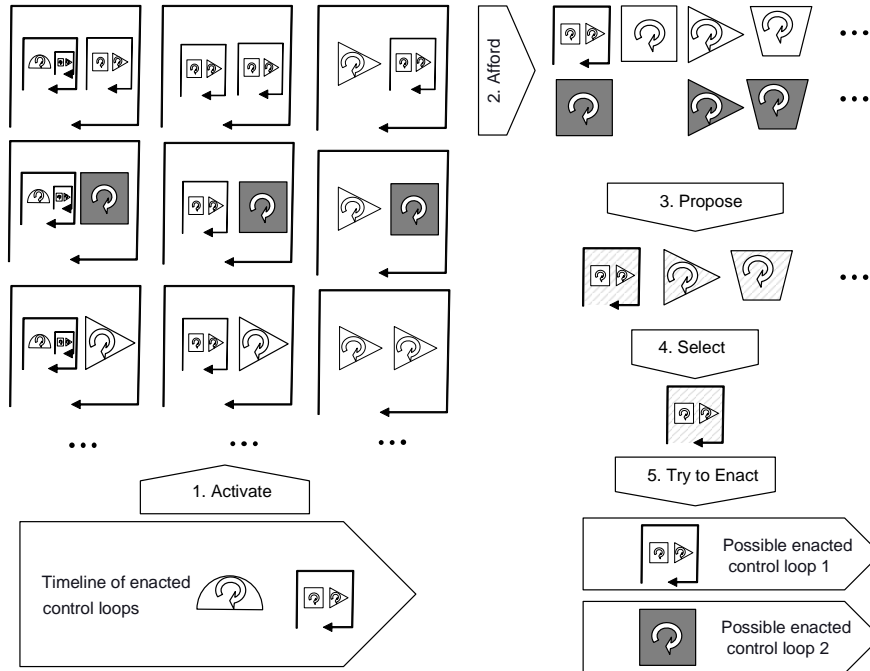 2. Afford
3. Propose
4. Select
5. Try to Enact
1. Activate
Timeline of enacted
control loops
Possible enacted
control loop 1
Possible enacted
control loop 2